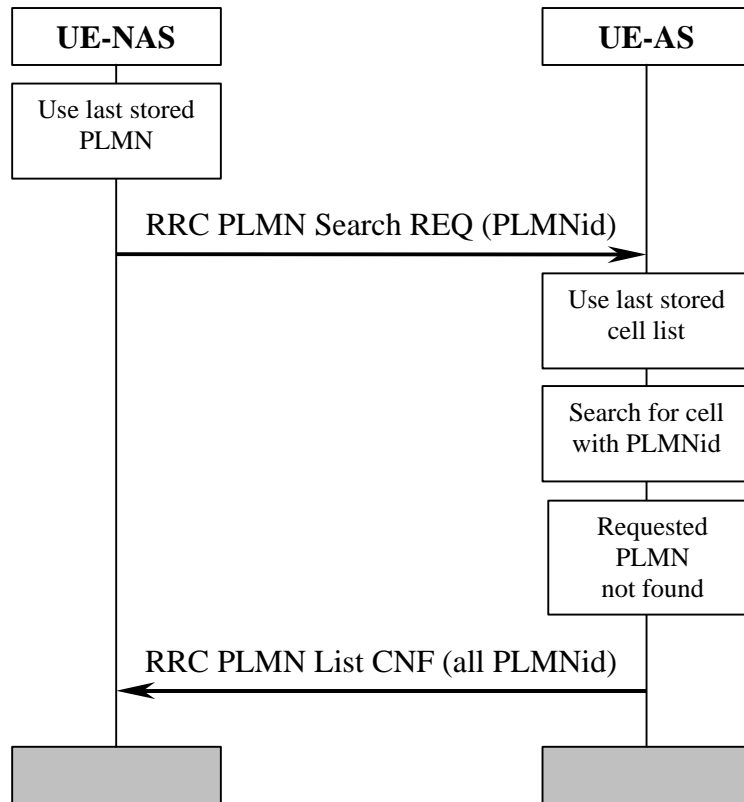 UE-NAS
UE-AS
Use last stored
PLMN
RRC PLMN Search REQ (PLMNid)
Use last stored
cell list
Search for cell
with PLMNid
Requested
PLMN
not found
RRC PLMN List CNF (all PLMNid)